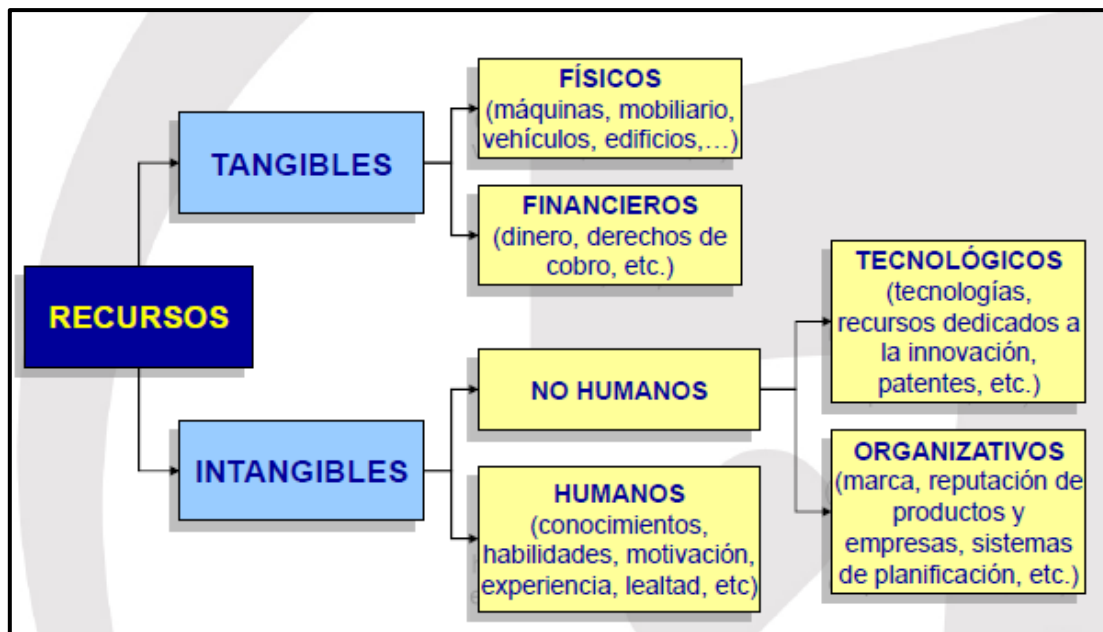 FÍSICOS
(máquinas, mobiliario,
vehículos, edificios,…)
TANGIBLES
FINANCIEROS
(dinero, derechos de
cobro, etc.)
RECURSOS
TECNOLÓGICOS
(tecnologías,
recursos dedicados a
la innovación,
patentes, etc.)
NO HUMANOS
INTANGIBLES
ORGANIZATIVOS
(marca, reputación de
productos y
empresas, sistemas
de planificación, etc.)
HUMANOS
(conocimientos,
habilidades, motivación,
experiencia, lealtad, etc)